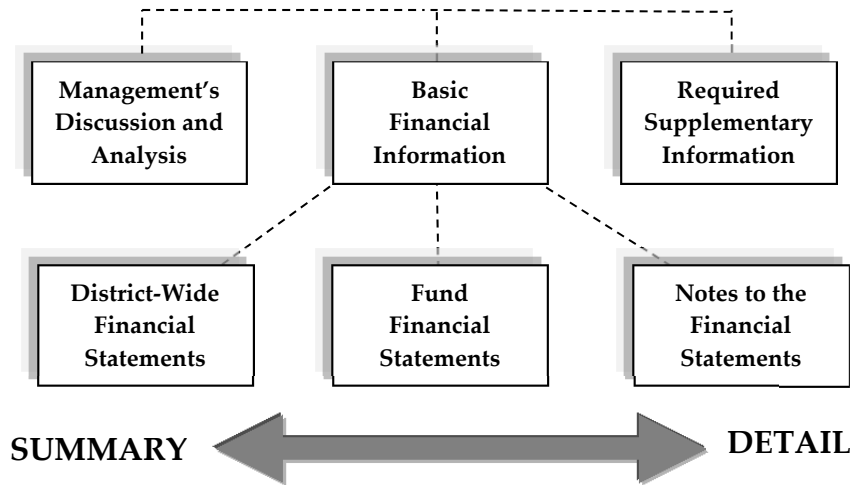 Management’s
Discussion and
Analysis
Basic
Financial
Information
Required
Supplementary
Information
District-Wide
Financial
Statements
Fund
Financial
Statements
Notes to the
Financial
Statements
SUMMARY
DETAIL